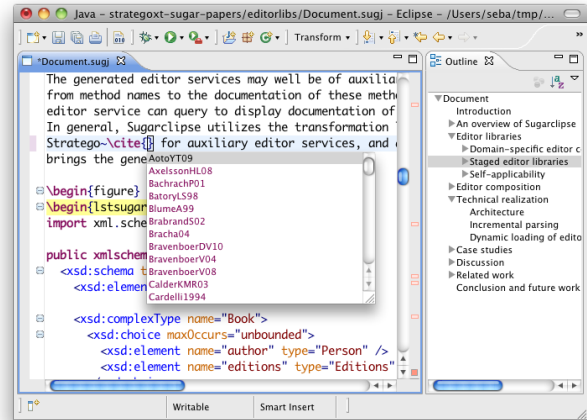 Java - strategoxt-sugar-papers/editorlibs/Document.sugj - Eclipse - /Users/seba/tmp/...
Transform
*Document.sugj
The generated editor services may well be of auxilia
from method names to the documentation of these metho
editor service can query to display documentation of
In general, Sugarclipse utilizes the transformation
Stratego~\cite{} for auxiliary editor services, and
brings the gene
\begin{figure}
\begin{lstsugar
import xml.sche
public xmlschem
<xsd:schema t
<xsd:elemen
<xsd:complexType name="Book">
<xsd:choice maxOccurs="unbounded">
<xsd:element name="author" type="Person" />
<xsd:element name="editions" type="Editions"
AutoYT09
AxelssonHL08
BachrachP01
BatoryLS98
BlumeA99
BrabrandS02
Bracha04
BravenboerDV10
BravenboerV04
BravenboerV08
CalderKMR03
Cardelli1994
Outline
Document
Introduction
An overview of Sugarclipse
Editor libraries
Domain-specific editor c
Staged editor libraries
Self-applicability
Editor composition
Technical realization
Architecture
Incremental parsing
Dynamic loading of edito
Case studies
Discussion
Related work
Conclusion and future work
Writable
Smart Insert